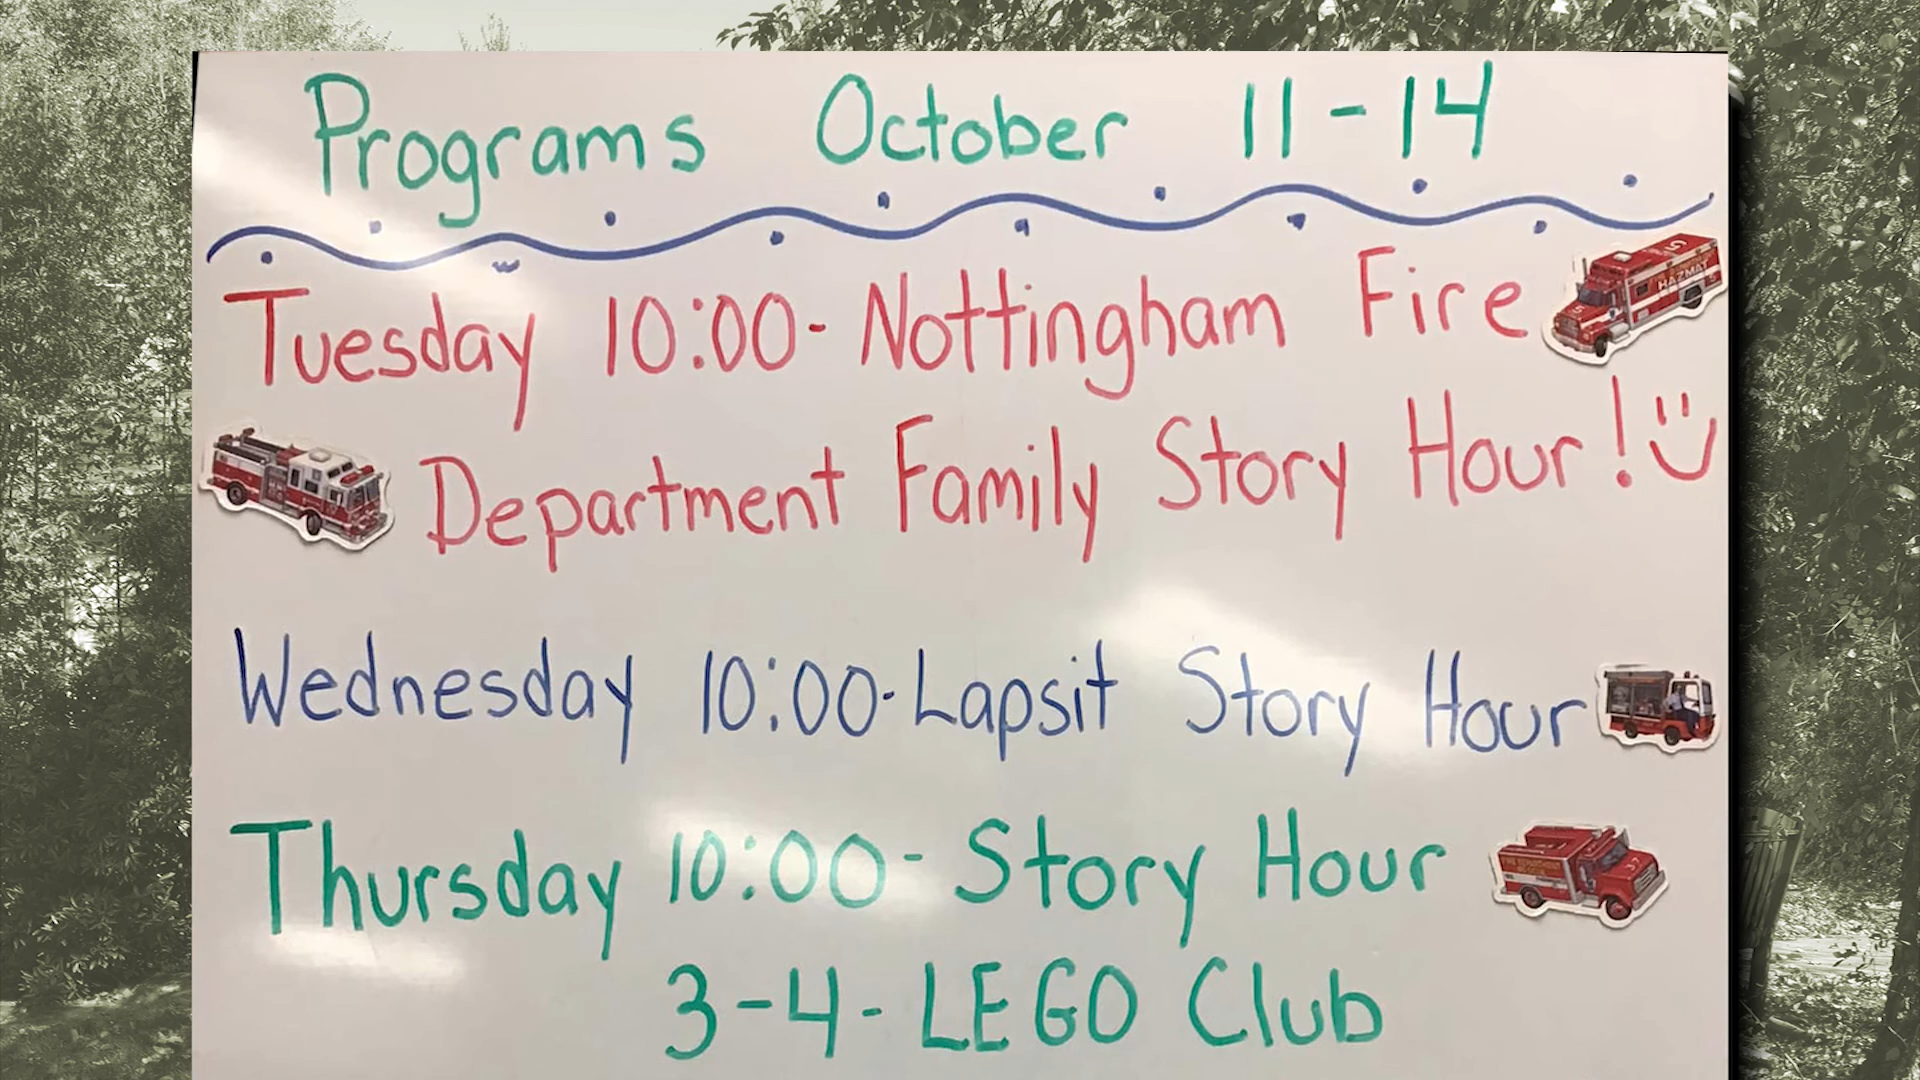 Programs October 11-14
Tuesday 10:00- Nottingham Fire
HAZMAT
Department Family Story Hour!
Wednesday 10:00-Lapsit Story Hour
Thursday 10:00- Story Hour
3-4- LEGO Club